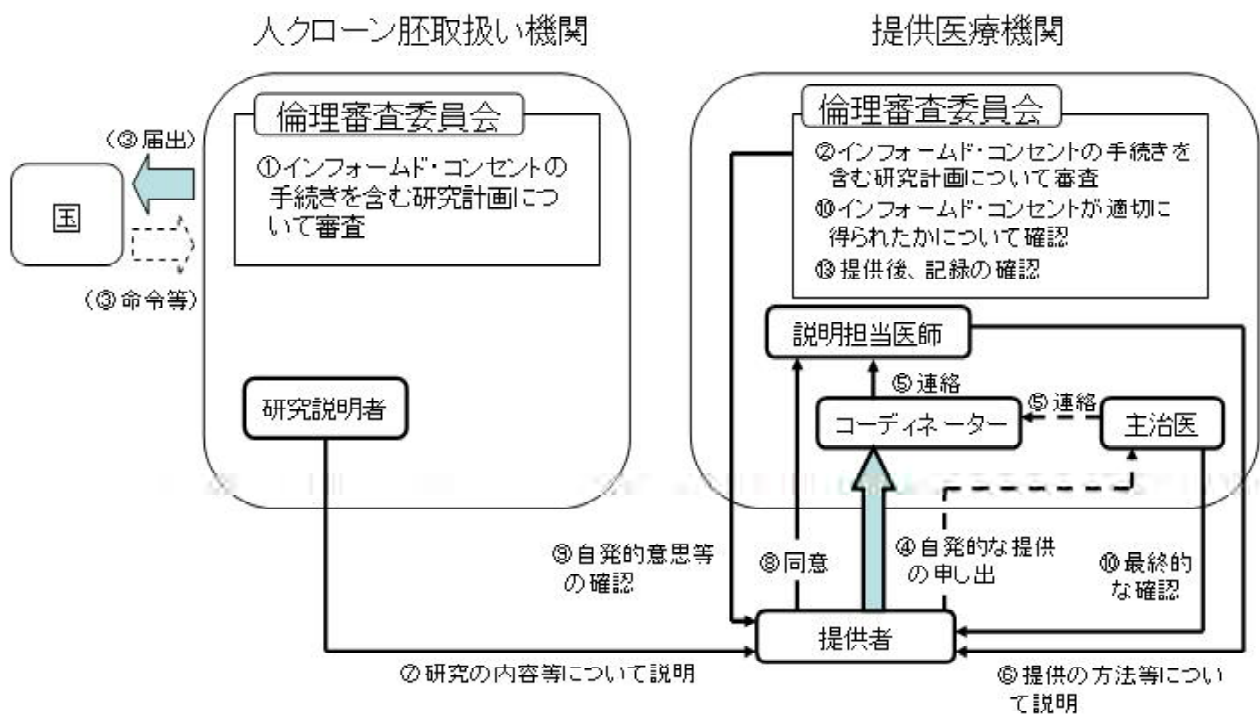 人クローン胚取扱い機関
提供医療機関
倫理審査委員会
①インフォームド・コンセントの
手続きを含む研究計画につ
いて審査
(③届出)
国
(③命令等)
研究説明者
倫理審査委員会
②インフォームド・コンセントの手続きを
含む研究計画について審査
⑩インフォームド・コンセントが適切に
得られたかについて確認
⑬提供後、記録の確認
説明担当医師
⑤連絡
コーディネーター
⑤連絡
主治医
⑨自発的意思等
の確認
⑧同意
④自発的な提供
の申し出
⑩最終的
な確認
提供者
⑦研究の内容等について説明
⑥提供の方法等につい
て説明